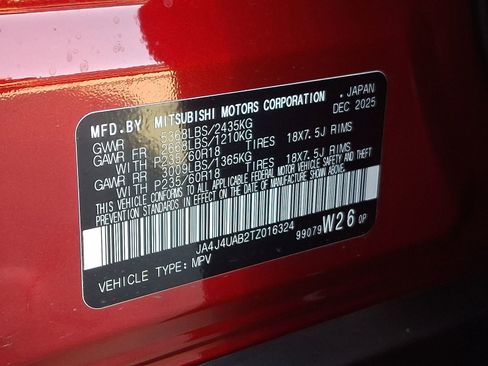 MFD.BY MITSUBISHI MOTORS CORPORATION . JAPAN
DEC 2025
GVWR 5368LBS/2435KG
GAWR FR 2668LBS/1210KG
WITH P235/60R18 TIRES 18X7.5J RIMS
GAWR RR 3009LBS/1365KG
WITH P235/60R18 TIRES 18X7.5J RIMS
THIS VEHICLE CONFORMS TO ALL APPLICABLE FEDERAL MOTOR VEHICLE SAFETY AND THEFT
PREVENTION STANDARDS IN EFFECT ON THE DATE OF MANUFACTURE SHOWN ABOVE.
JA4J4UAB2TZ016324
99079 W26 OP
VEHICLE TYPE: MPV